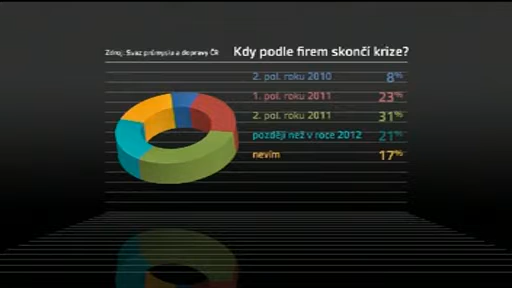 Zdroj: Svaz průmyslu a dopravy ČR
Kdy podle firem skončí krize?
2. pol. roku 2010 8%
1. pol. roku 2011 23%
2. pol. roku 2011 31%
později než v roce 2012 21%
nevím 17%